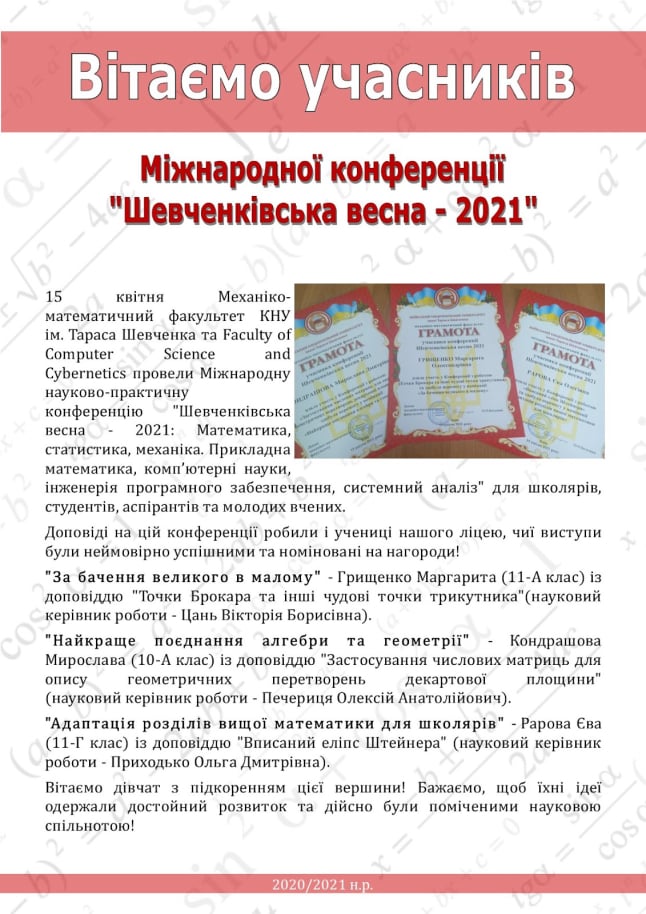 Вітаємо учасників
Міжнародної конференції
"Шевченківська весна - 2021"
15 квітня Механіко-
математичний факультет КНУ
ім. Тараса Шевченка та Faculty of
Computer Science and
Cybernetics провели Міжнародну
науково-практичну
конференцію "Шевченківська
весна - 2021: Математика,
статистика, механіка. Прикладна
математика, комп'ютерні науки,
інженерія програмного забезпечення, системний аналіз" для школярів,
студентів, аспірантів та молодих вчених.
ГРАМОТА
ГРАМОТА
ГРАМОТА
учасника конференції
Шевченківська весна 2021
ГРИЩЕНКО Маргарита
Доповіді на цій конференції робили і учениці нашого ліцею, чиї виступи
були неймовірно успішними та номіновані на нагороди!
"За бачення великого в малому" - Грищенко Маргарита (11-А клас) із
доповіддю "Точки Брокара та інші чудові точки трикутника"(науковий
керівник роботи - Цань Вікторія Борисівна).
"Найкраще поєднання алгебри та геометрії" - Кондрашова
Мирослава (10-А клас) із доповіддю "Застосування числових матриць для
опису геометричних перетворень декартової площини"
(науковий керівник роботи - Печериця Олексій Анатолійович).
"Адаптація розділів вищої математики для школярів" - Рарова Єва
(11-Г клас) із доповіддю "Вписаний еліпс Штейнера" (науковий керівник
роботи - Приходько Ольга Дмитрівна).
Вітаємо дівчат з підкоренням цієї вершини! Бажаємо, щоб їхні ідеї
одержали достойний розвиток та дійсно були поміченими науковою
спільнотою!
2020/2021 н.р.